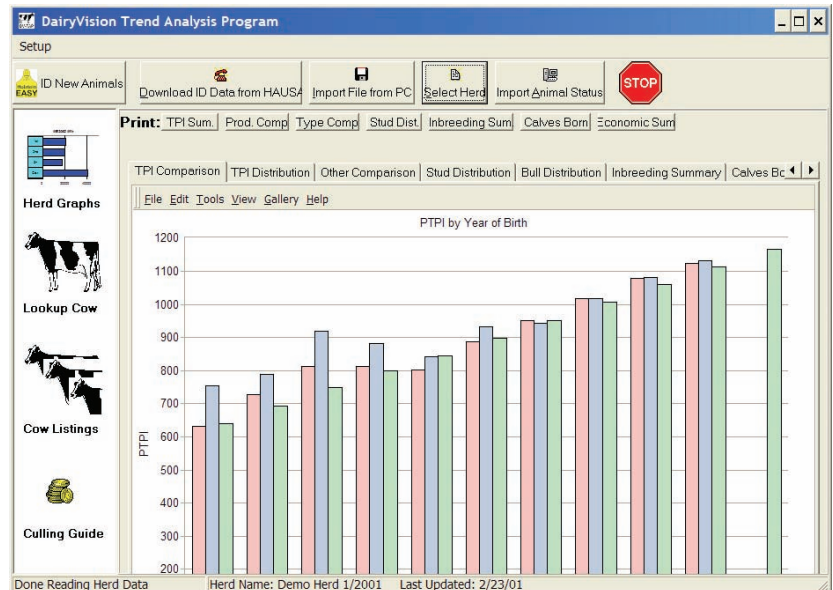 DairyVision Trend Analysis Program
Setup
EASY
ID New Animals
Download ID Data from HAUSA
Import File from PC
Select Herd
Import Animal Status
STOP
Print: TPI Sum. Prod. Comp Type Comp Stud Dist. Inbreeding Sum. Calves Born Economic Sum
TPI Comparison TPI Distribution Other Comparison Stud Distribution Bull Distribution Inbreeding Summary Calves Bc
File Edit Tools View Gallery Help
Herd Graphs
Lookup Cow
Cow Listings
Culling Guide
PTPI by Year of Birth
PTPI
1200
1100
1000
900
800
700
600
500
400
300
200
Done Reading Herd Data
Herd Name: Demo Herd 1/2001 Last Updated: 2/23/01